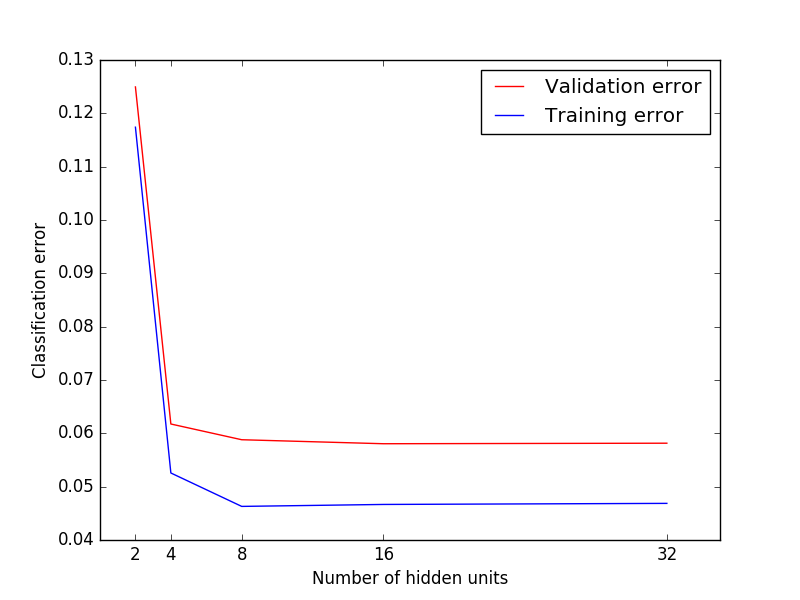 0.13
0.12
0.11
0.10
0.09
0.08
0.07
0.06
0.05
0.04
Classification error
Validation error
Training error
2 4 8 16 32
Number of hidden units